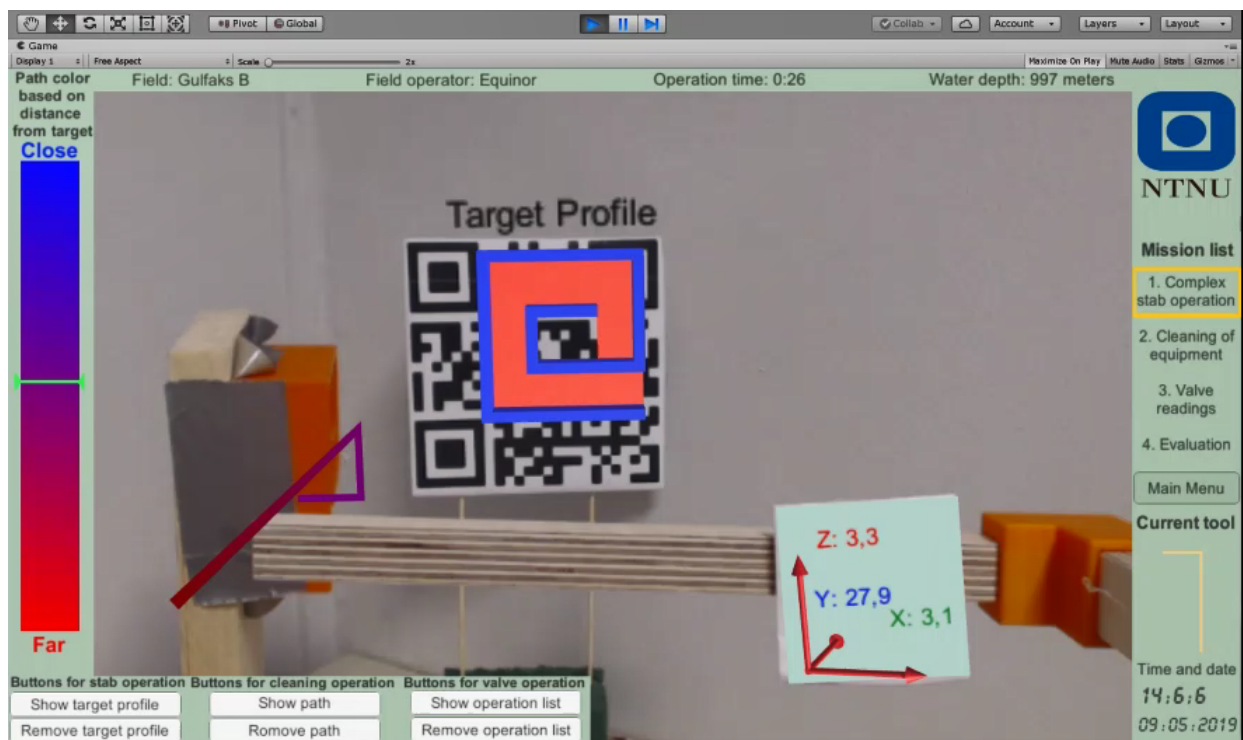 Pivot
Global
Collab
Account
Layers
Layout
Game
Display 1
Free Aspect
Scale
2x
Maximize On Play
Mute Audio
Stats
Gizmos
Path color
based on
distance
from target
Close
Far
Field: Gulfaks B
Field operator: Equinor
Operation time: 0:26
Water depth: 997 meters
Target Profile
Z: 3,3
Y: 27,9
X: 3,1
NTNU
Mission list
1. Complex
stab operation
2. Cleaning of
equipment
3. Valve
readings
4. Evaluation
Main Menu
Current tool
Time and date
14:6:6
09:05:2019
Buttons for stab operation
Show target profile
Remove target profile
Buttons for cleaning operation
Show path
Romove path
Buttons for valve operation
Show operation list
Remove operation list